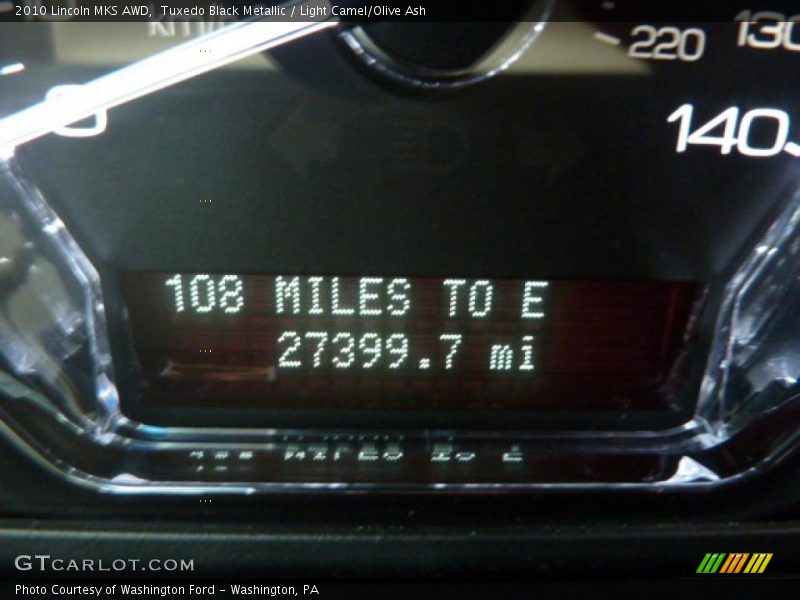 2010 Lincoln MKS AWD, Tuxedo Black Metallic / Light Camel/Olive Ash
220
130
140
0
108 MILES TO E
27399.7 mi
GTCARLOT.COM
Photo Courtesy of Washington Ford - Washington, PA